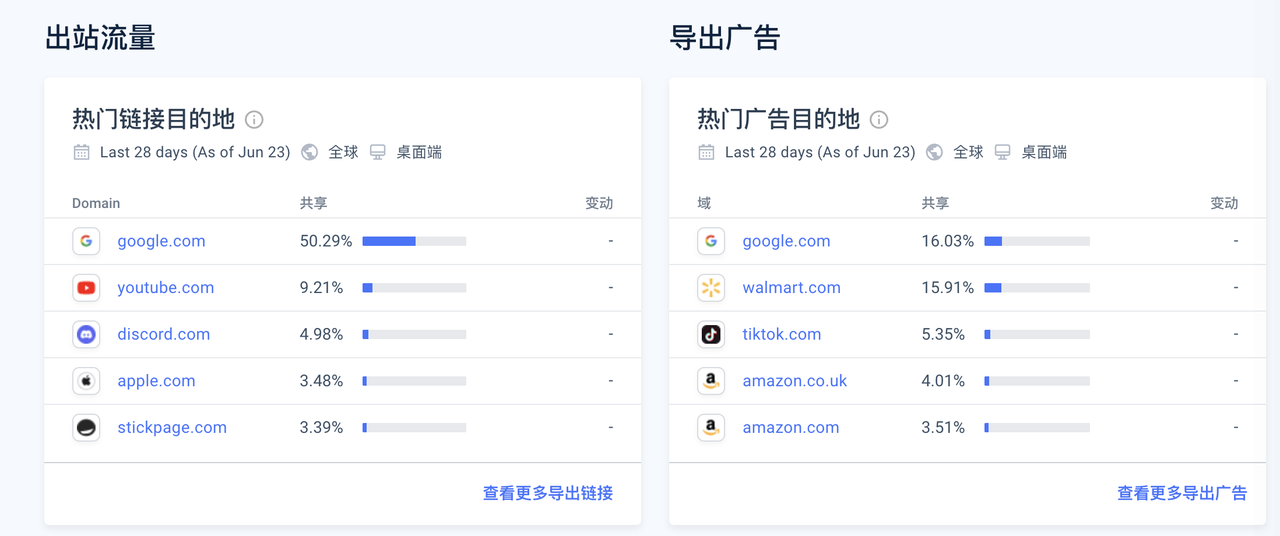 出站流量
热门链接目的地
Last 28 days (As of Jun 23) 全球 桌面端
Domain 共享 变动
google.com 50.29% -
youtube.com 9.21% -
discord.com 4.98% -
apple.com 3.48% -
stickpage.com 3.39% -
查看更多导出链接
导出广告
热门广告目的地
Last 28 days (As of Jun 23) 全球 桌面端
域 共享 变动
google.com 16.03% -
walmart.com 15.91% -
tiktok.com 5.35% -
amazon.co.uk 4.01% -
amazon.com 3.51% -
查看更多导出广告